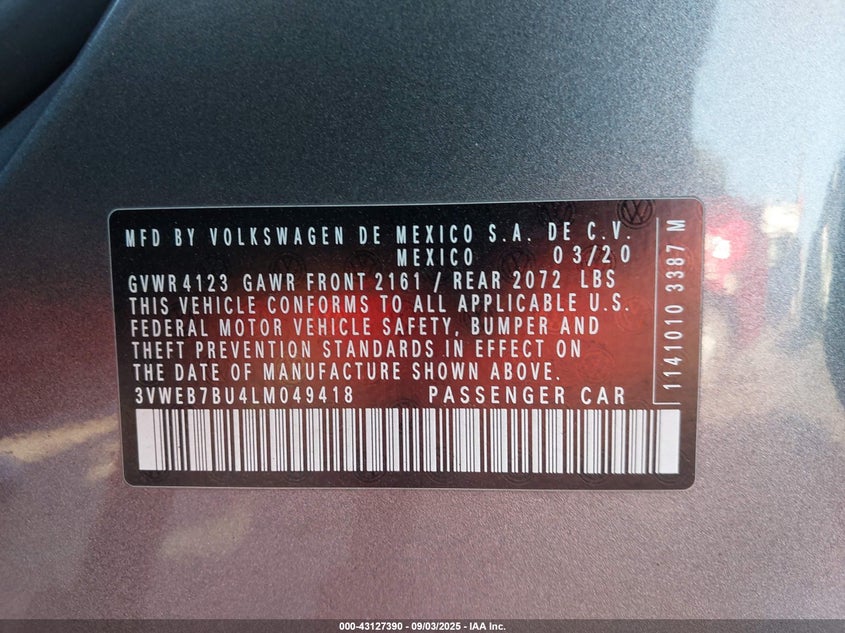 MFD BY VOLKSWAGEN DE MEXICO S.A. DE C.V.
MEXICO 03/20
GVWR 4123 GAWR FRONT 2161 / REAR 2072 LBS
THIS VEHICLE CONFORMS TO ALL APPLICABLE U.S.
FEDERAL MOTOR VEHICLE SAFETY, BUMPER AND
THEFT PREVENTION STANDARDS IN EFFECT ON
THE DATE OF MANUFACTURE SHOWN ABOVE.
3VWEB7BU4LM049418 PASSENGER CAR
1141010 3387 M
000-43127390 - 09/03/2025 - IAA Inc.